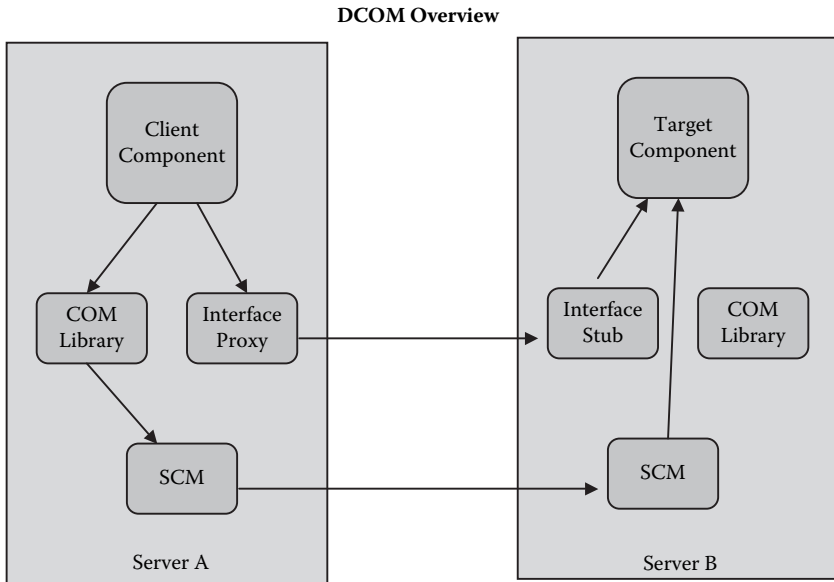 DCOM Overview
Client
Component
COM
Library
Interface
Proxy
SCM
Server A
Target
Component
Interface
Stub
COM
Library
SCM
Server B